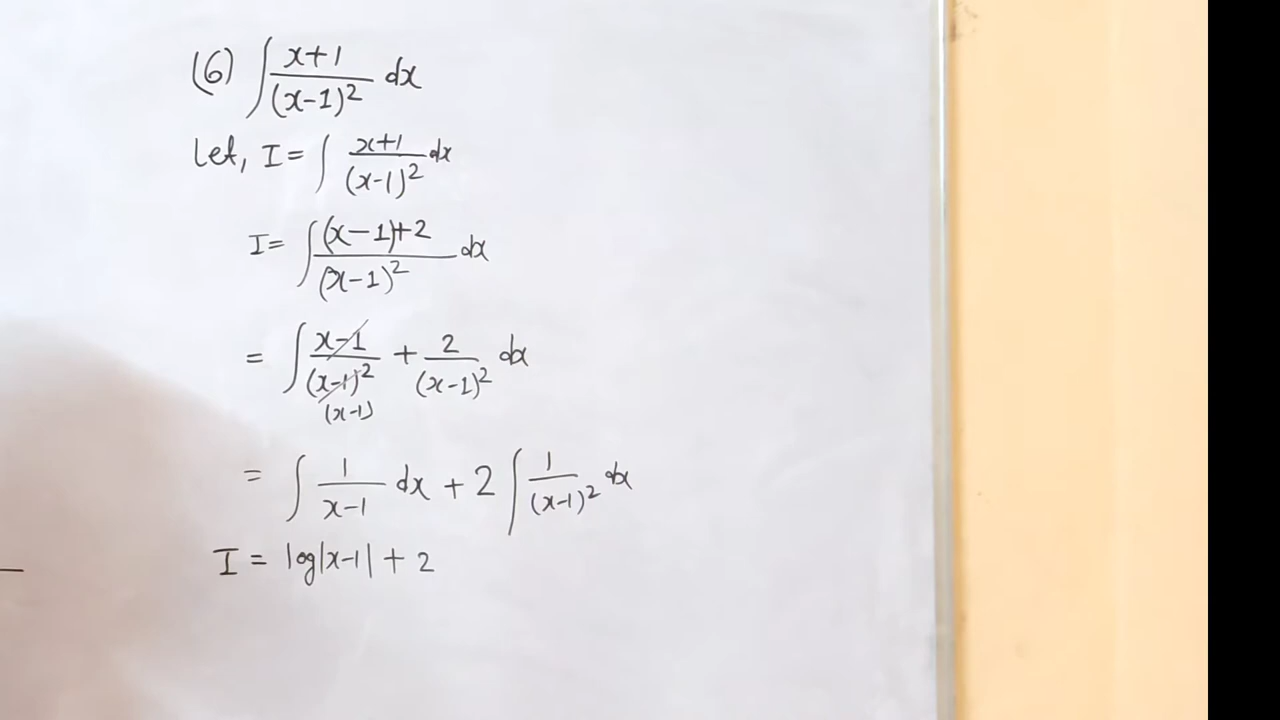 (6) ∫ x+1/(x-1)² dx
Let, I = ∫ x+1/(x-1)² dx
I = ∫ (x-1)+2/(x-1)² dx
= ∫ x-1/(x-1)² + 2/(x-1)² dx
(x-1)
= ∫ 1/x-1 dx + 2 ∫ 1/(x-1)² dx
I = log|x-1| + 2